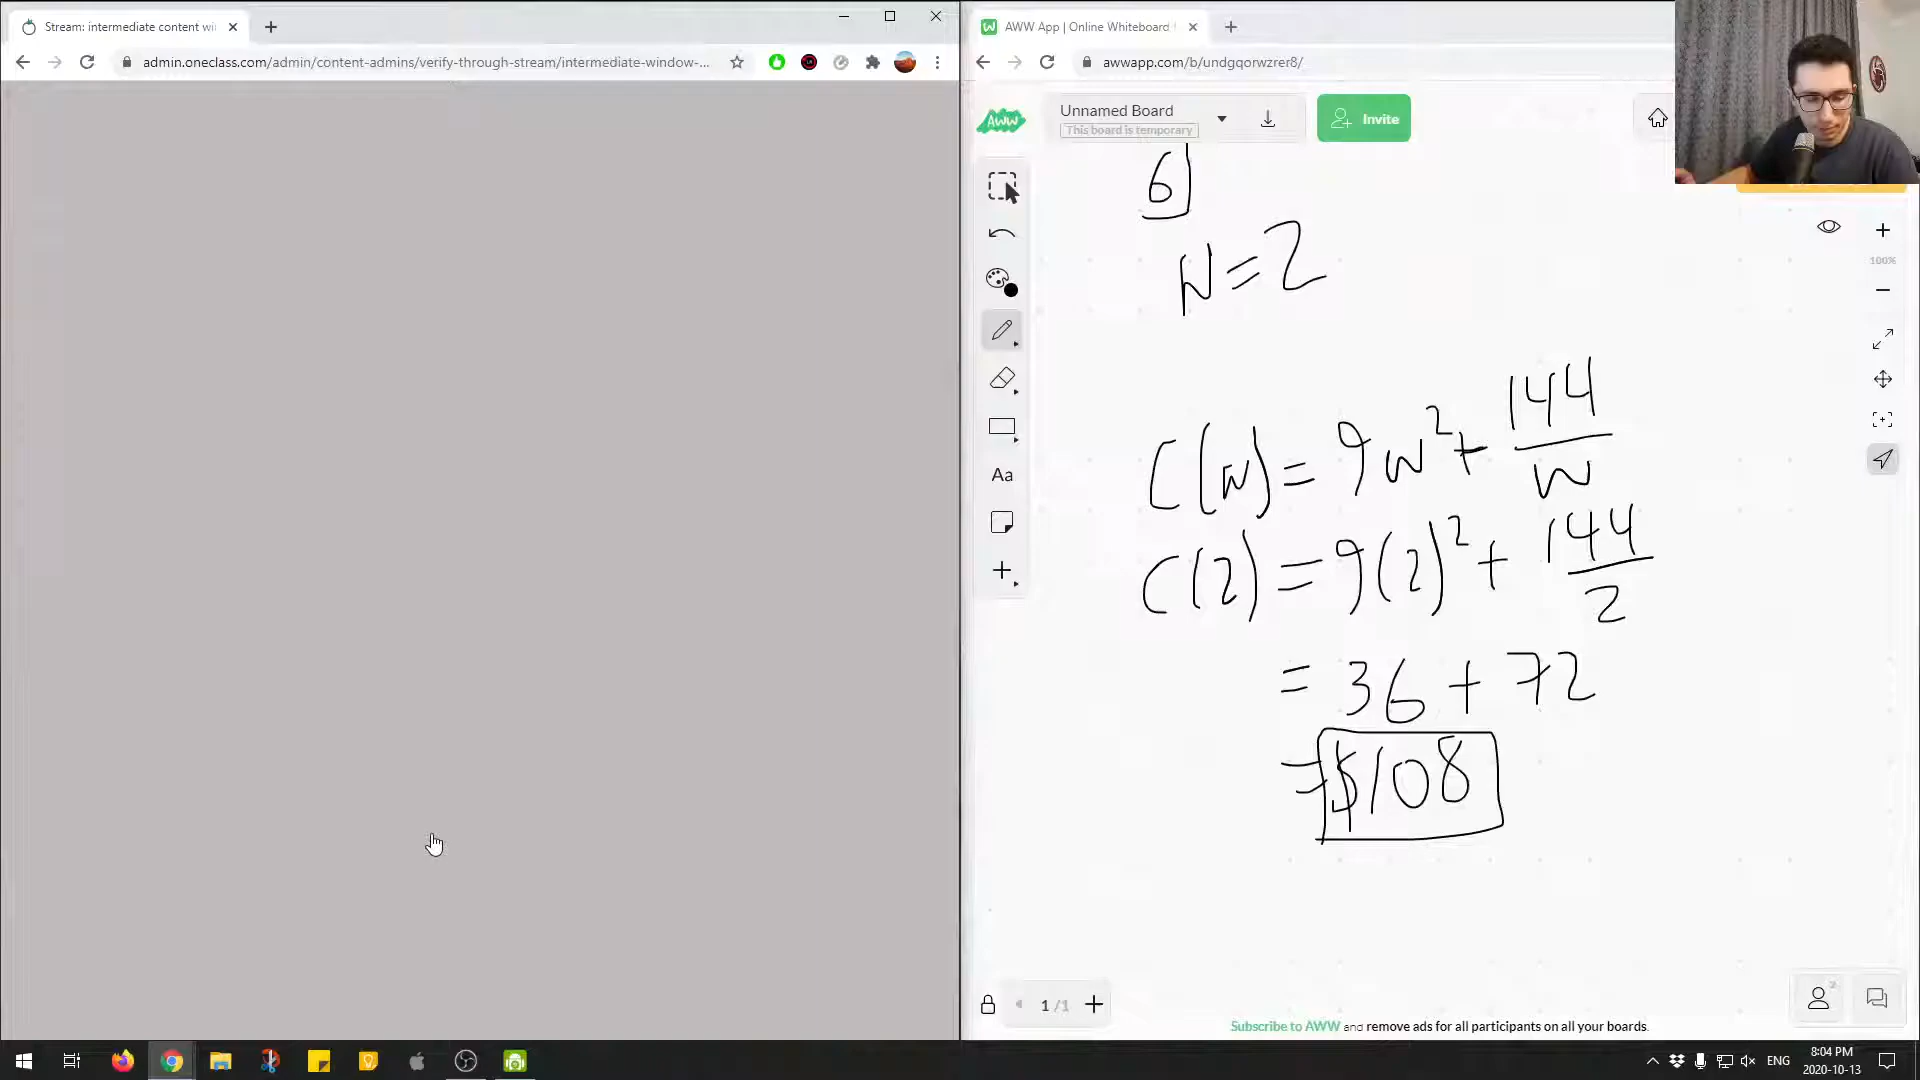 Stream: intermediate content wi
AWW App | Online Whiteboard
admin.oneclass.com/admin/content-admins/verify-through-stream/intermediate-window-...
awwapp.com/b/undgqorwzrer8/
AWW
Unnamed Board
This board is temporary
Invite
6
W=2
100%
C(W) = 9w² + 144/w
C(2) = 9(2)² + 144/2
= 36 + 72
= $108
Aa
1 /1
Subscribe to AWW and remove ads for all participants on all your boards.
ENG
8:04 PM
2020-10-13